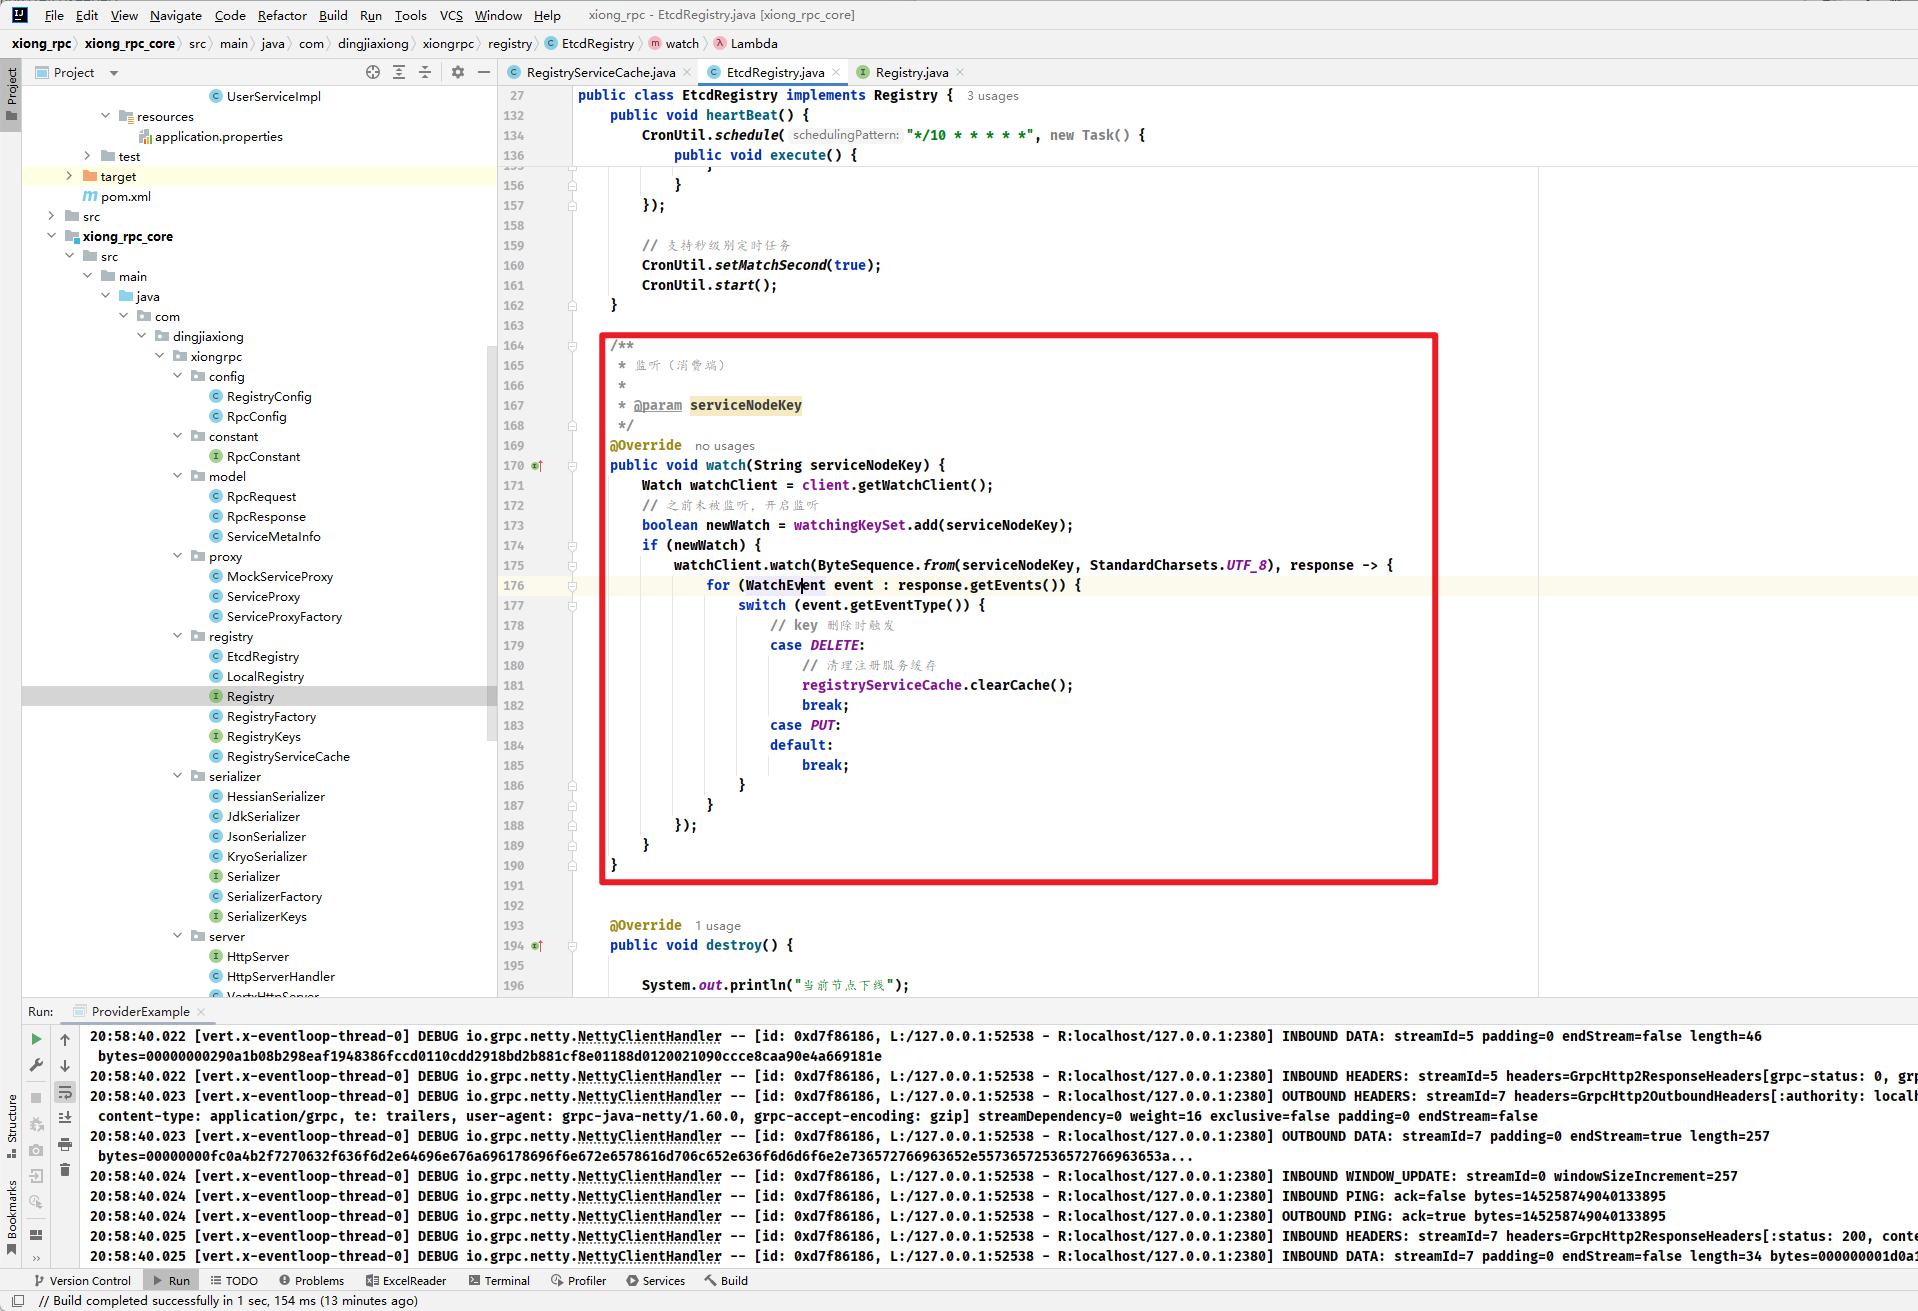 File Edit View Navigate Code Refactor Build Run Tools VCS Window Help xiong_rpc - EtcdRegistry.java [xiong_rpc_core]
xiong_rpc xiong_rpc_core src main java com dingjiaxiong xiongrpc registry EtcdRegistry watch Lambda
Project
Project
RegistryServiceCache.java EtcdRegistry.java Registry.java
UserServiceImpl
resources
application.properties
test
target
pom.xml
src
xiong_rpc_core
src
main
java
com
dingjiaxiong
xiongrpc
config
RegistryConfig
RpcConfig
constant
RpcConstant
model
RpcRequest
RpcResponse
ServiceMetaInfo
proxy
MockServiceProxy
ServiceProxy
ServiceProxyFactory
registry
EtcdRegistry
LocalRegistry
Registry
RegistryFactory
RegistryKeys
RegistryServiceCache
serializer
HessianSerializer
JdkSerializer
JsonSerializer
KryoSerializer
Serializer
SerializerFactory
SerializerKeys
server
HttpServer
HttpServerHandler
VertxHttpServer
27 public class EtcdRegistry implements Registry { 3 usages
132 public void heartBeat() {
134 CronUtil.schedule( schedulingPattern: "*/10 * * * * *", new Task() {
136 public void execute() {
155 }
156 }
157 });
158
159 // 支持秒级别定时任务
160 CronUtil.setMatchSecond(true);
161 CronUtil.start();
162 }
163
164 /**
165 * 监听（消费端）
166 *
167 * @param serviceNodeKey
168 */
169 @Override no usages
170 public void watch(String serviceNodeKey) {
171 Watch watchClient = client.getWatchClient();
172 // 之前未被监听，开启监听
173 boolean newWatch = watchingKeySet.add(serviceNodeKey);
174 if (newWatch) {
175 watchClient.watch(ByteSequence.from(serviceNodeKey, StandardCharsets.UTF_8), response -> {
176 for (WatchEvent event : response.getEvents()) {
177 switch (event.getEventType()) {
178 // key 删除时触发
179 case DELETE:
180 // 清理注册服务缓存
181 registryServiceCache.clearCache();
182 break;
183 case PUT:
184 default:
185 break;
186 }
187 }
188 });
189 }
190 }
191
192
193 @Override 1 usage
194 public void destroy() {
195
196 System.out.println("当前节点下线");
Run: ProviderExample
20:58:40.022 [vert.x-eventloop-thread-0] DEBUG io.grpc.netty.NettyClientHandler -- [id: 0xd7f86186, L:/127.0.0.1:52538 - R:localhost/127.0.0.1:2380] INBOUND DATA: streamId=5 padding=0 endStream=false length=46
bytes=00000000290a1b08b298eaf1948386fccd0110cdd2918bd2b881cf8e01188d0120021090ccce8caa90e4a669181e
20:58:40.022 [vert.x-eventloop-thread-0] DEBUG io.grpc.netty.NettyClientHandler -- [id: 0xd7f86186, L:/127.0.0.1:52538 - R:localhost/127.0.0.1:2380] INBOUND HEADERS: streamId=5 headers=GrpcHttp2ResponseHeaders[grpc-status: 0, grp
20:58:40.023 [vert.x-eventloop-thread-0] DEBUG io.grpc.netty.NettyClientHandler -- [id: 0xd7f86186, L:/127.0.0.1:52538 - R:localhost/127.0.0.1:2380] OUTBOUND HEADERS: streamId=7 headers=GrpcHttp2OutboundHeaders[:authority: localh
content-type: application/grpc, te: trailers, user-agent: grpc-java-netty/1.60.0, grpc-accept-encoding: gzip] streamDependency=0 weight=16 exclusive=false padding=0 endStream=false
20:58:40.023 [vert.x-eventloop-thread-0] DEBUG io.grpc.netty.NettyClientHandler -- [id: 0xd7f86186, L:/127.0.0.1:52538 - R:localhost/127.0.0.1:2380] OUTBOUND DATA: streamId=7 padding=0 endStream=true length=257
bytes=00000000fc0a4b2f7270632f636f6d2e64696e676a696178696f6e672e6578616d706c652e636f6d6d6f6e2e736572766963652e55736572536572766963653a...
20:58:40.024 [vert.x-eventloop-thread-0] DEBUG io.grpc.netty.NettyClientHandler -- [id: 0xd7f86186, L:/127.0.0.1:52538 - R:localhost/127.0.0.1:2380] INBOUND WINDOW_UPDATE: streamId=0 windowSizeIncrement=257
20:58:40.024 [vert.x-eventloop-thread-0] DEBUG io.grpc.netty.NettyClientHandler -- [id: 0xd7f86186, L:/127.0.0.1:52538 - R:localhost/127.0.0.1:2380] INBOUND PING: ack=false bytes=145258749040133895
20:58:40.024 [vert.x-eventloop-thread-0] DEBUG io.grpc.netty.NettyClientHandler -- [id: 0xd7f86186, L:/127.0.0.1:52538 - R:localhost/127.0.0.1:2380] OUTBOUND PING: ack=true bytes=145258749040133895
20:58:40.025 [vert.x-eventloop-thread-0] DEBUG io.grpc.netty.NettyClientHandler -- [id: 0xd7f86186, L:/127.0.0.1:52538 - R:localhost/127.0.0.1:2380] INBOUND HEADERS: streamId=7 headers=GrpcHttp2ResponseHeaders[:status: 200, conte
20:58:40.025 [vert.x-eventloop-thread-0] DEBUG io.grpc.netty.NettyClientHandler -- [id: 0xd7f86186, L:/127.0.0.1:52538 - R:localhost/127.0.0.1:2380] INBOUND DATA: streamId=7 padding=0 endStream=false length=34 bytes=000000001d0a1
Structure
Bookmarks
Version Control Run TODO Problems ExcelReader Terminal Profiler Services Build
// Build completed successfully in 1 sec, 154 ms (13 minutes ago)